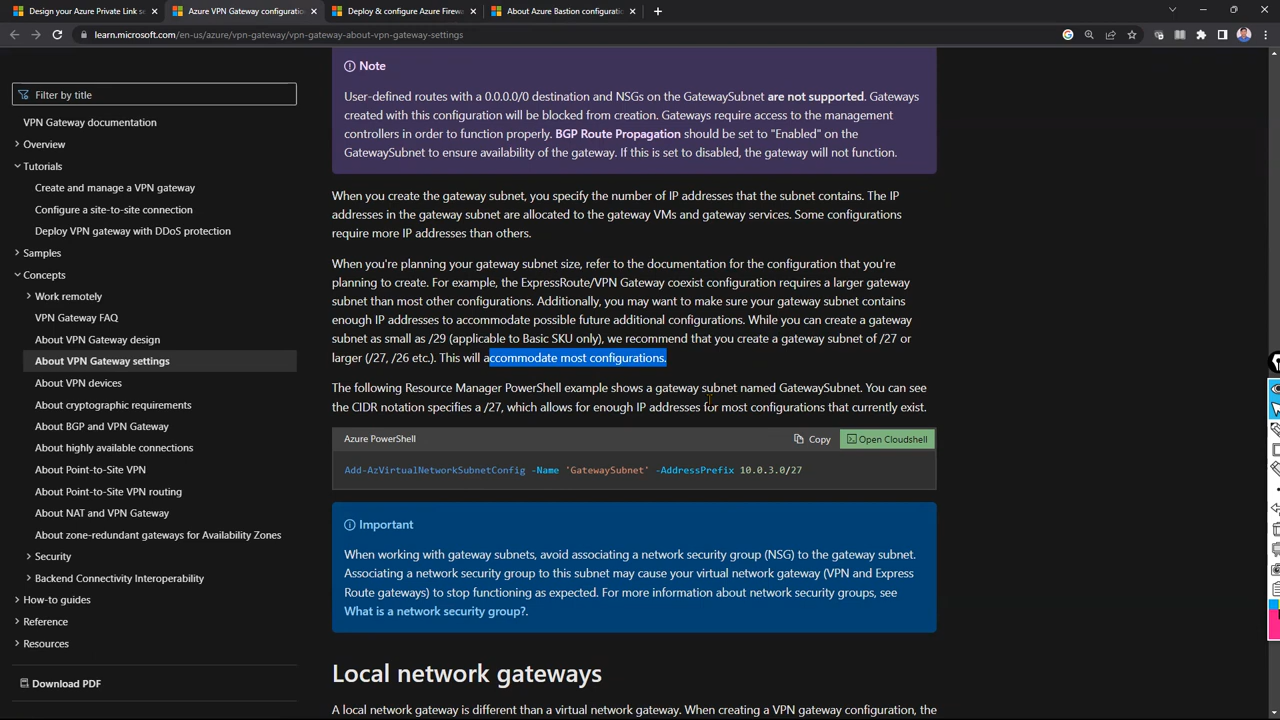 Design your Azure Private Link se
Azure VPN Gateway configuration
Deploy & configure Azure Firew
About Azure Bastion configuratio
learn.microsoft.com/en-us/azure/vpn-gateway/vpn-gateway-about-vpn-gateway-settings
Filter by title
VPN Gateway documentation
Overview
Tutorials
Create and manage a VPN gateway
Configure a site-to-site connection
Deploy VPN gateway with DDoS protection
Samples
Concepts
Work remotely
VPN Gateway FAQ
About VPN Gateway design
About VPN Gateway settings
About VPN devices
About cryptographic requirements
About BGP and VPN Gateway
About highly available connections
About Point-to-Site VPN
About Point-to-Site VPN routing
About NAT and VPN Gateway
About zone-redundant gateways for Availability Zones
Security
Backend Connectivity Interoperability
How-to guides
Reference
Resources
Download PDF
Note
User-defined routes with a 0.0.0.0/0 destination and NSGs on the GatewaySubnet are not supported. Gateways
created with this configuration will be blocked from creation. Gateways require access to the management
controllers in order to function properly. BGP Route Propagation should be set to "Enabled" on the
GatewaySubnet to ensure availability of the gateway. If this is set to disabled, the gateway will not function.
When you create the gateway subnet, you specify the number of IP addresses that the subnet contains. The IP
addresses in the gateway subnet are allocated to the gateway VMs and gateway services. Some configurations
require more IP addresses than others.
When you're planning your gateway subnet size, refer to the documentation for the configuration that you're
planning to create. For example, the ExpressRoute/VPN Gateway coexist configuration requires a larger gateway
subnet than most other configurations. Additionally, you may want to make sure your gateway subnet contains
enough IP addresses to accommodate possible future additional configurations. While you can create a gateway
subnet as small as /29 (applicable to Basic SKU only), we recommend that you create a gateway subnet of /27 or
larger (/27, /26 etc.). This will accommodate most configurations.
The following Resource Manager PowerShell example shows a gateway subnet named GatewaySubnet. You can see
the CIDR notation specifies a /27, which allows for enough IP addresses for most configurations that currently exist.
Azure PowerShell
Copy
Open Cloudshell
Add-AzVirtualNetworkSubnetConfig -Name 'GatewaySubnet' -AddressPrefix 10.0.3.0/27
Important
When working with gateway subnets, avoid associating a network security group (NSG) to the gateway subnet.
Associating a network security group to this subnet may cause your virtual network gateway (VPN and Express
Route gateways) to stop functioning as expected. For more information about network security groups, see
What is a network security group?.
Local network gateways
A local network gateway is different than a virtual network gateway. When creating a VPN gateway configuration, the